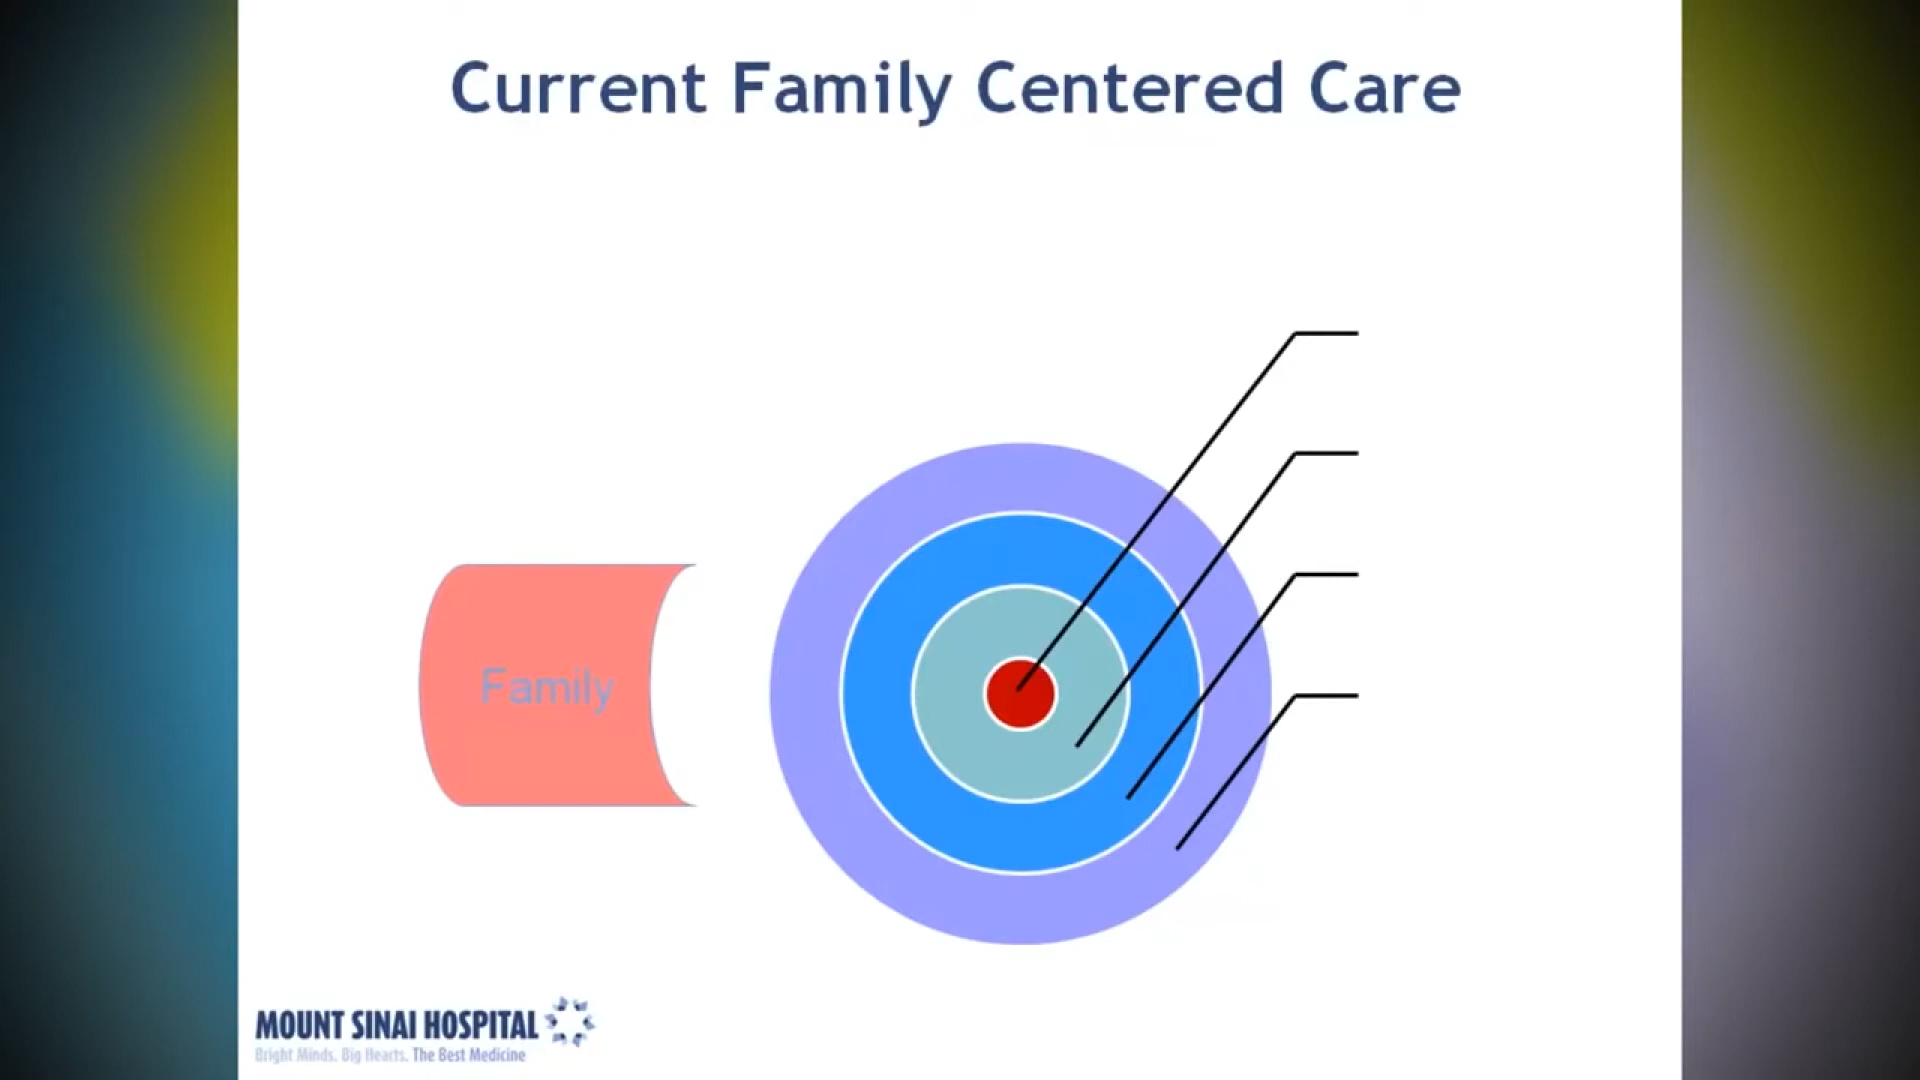 Current Family Centered Care
Family
MOUNT SINAI HOSPITAL
Bright Minds. Big Hearts. The Best Medicine